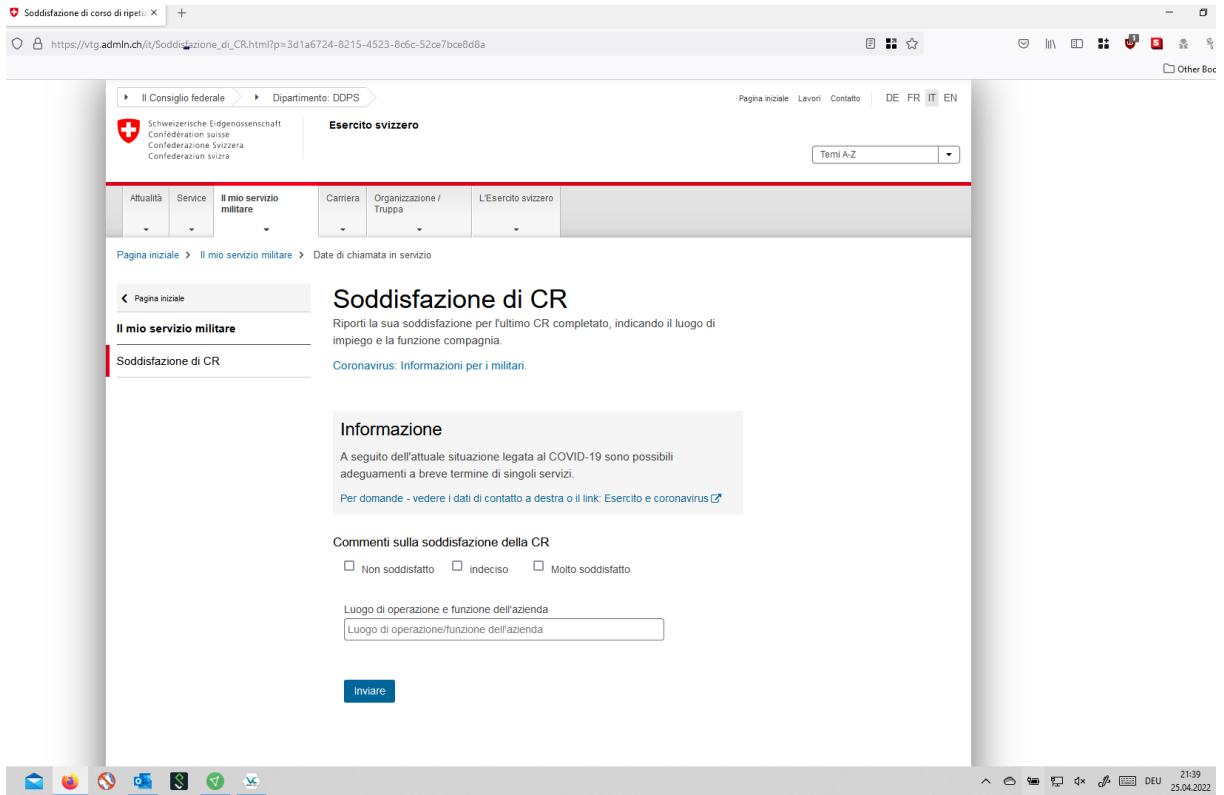 Soddisfazione di corso di ripetiz
https://vtg.admln.ch/it/Soddisfazione_di_CR.html?p=3d1a6724-8215-4523-8c6c-52ce7bce8d8a
Other Boo
Il Consiglio federale Dipartimento: DDPS
Pagina iniziale Lavori Contatto DE FR IT EN
Schweizerische Eidgenossenschaft
Confédération suisse
Confederazione Svizzera
Confederaziun svizra
Esercito svizzero
Temi A-Z
Attualità Service Il mio servizio militare Carriera Organizzazione / Truppa L'Esercito svizzero
Pagina iniziale > Il mio servizio militare > Date di chiamata in servizio
Pagina iniziale
Il mio servizio militare
Soddisfazione di CR
Soddisfazione di CR
Riporti la sua soddisfazione per l'ultimo CR completato, indicando il luogo di
impiego e la funzione compagnia.
Coronavirus: Informazioni per i militari.
Informazione
A seguito dell'attuale situazione legata al COVID-19 sono possibili
adeguamenti a breve termine di singoli servizi.
Per domande - vedere i dati di contatto a destra o il link: Esercito e coronavirus
Commenti sulla soddisfazione della CR
Non soddisfatto indeciso Molto soddisfatto
Luogo di operazione e funzione dell'azienda
Luogo di operazione/funzione dell'azienda
Inviare
DEU
21:39
25.04.2022